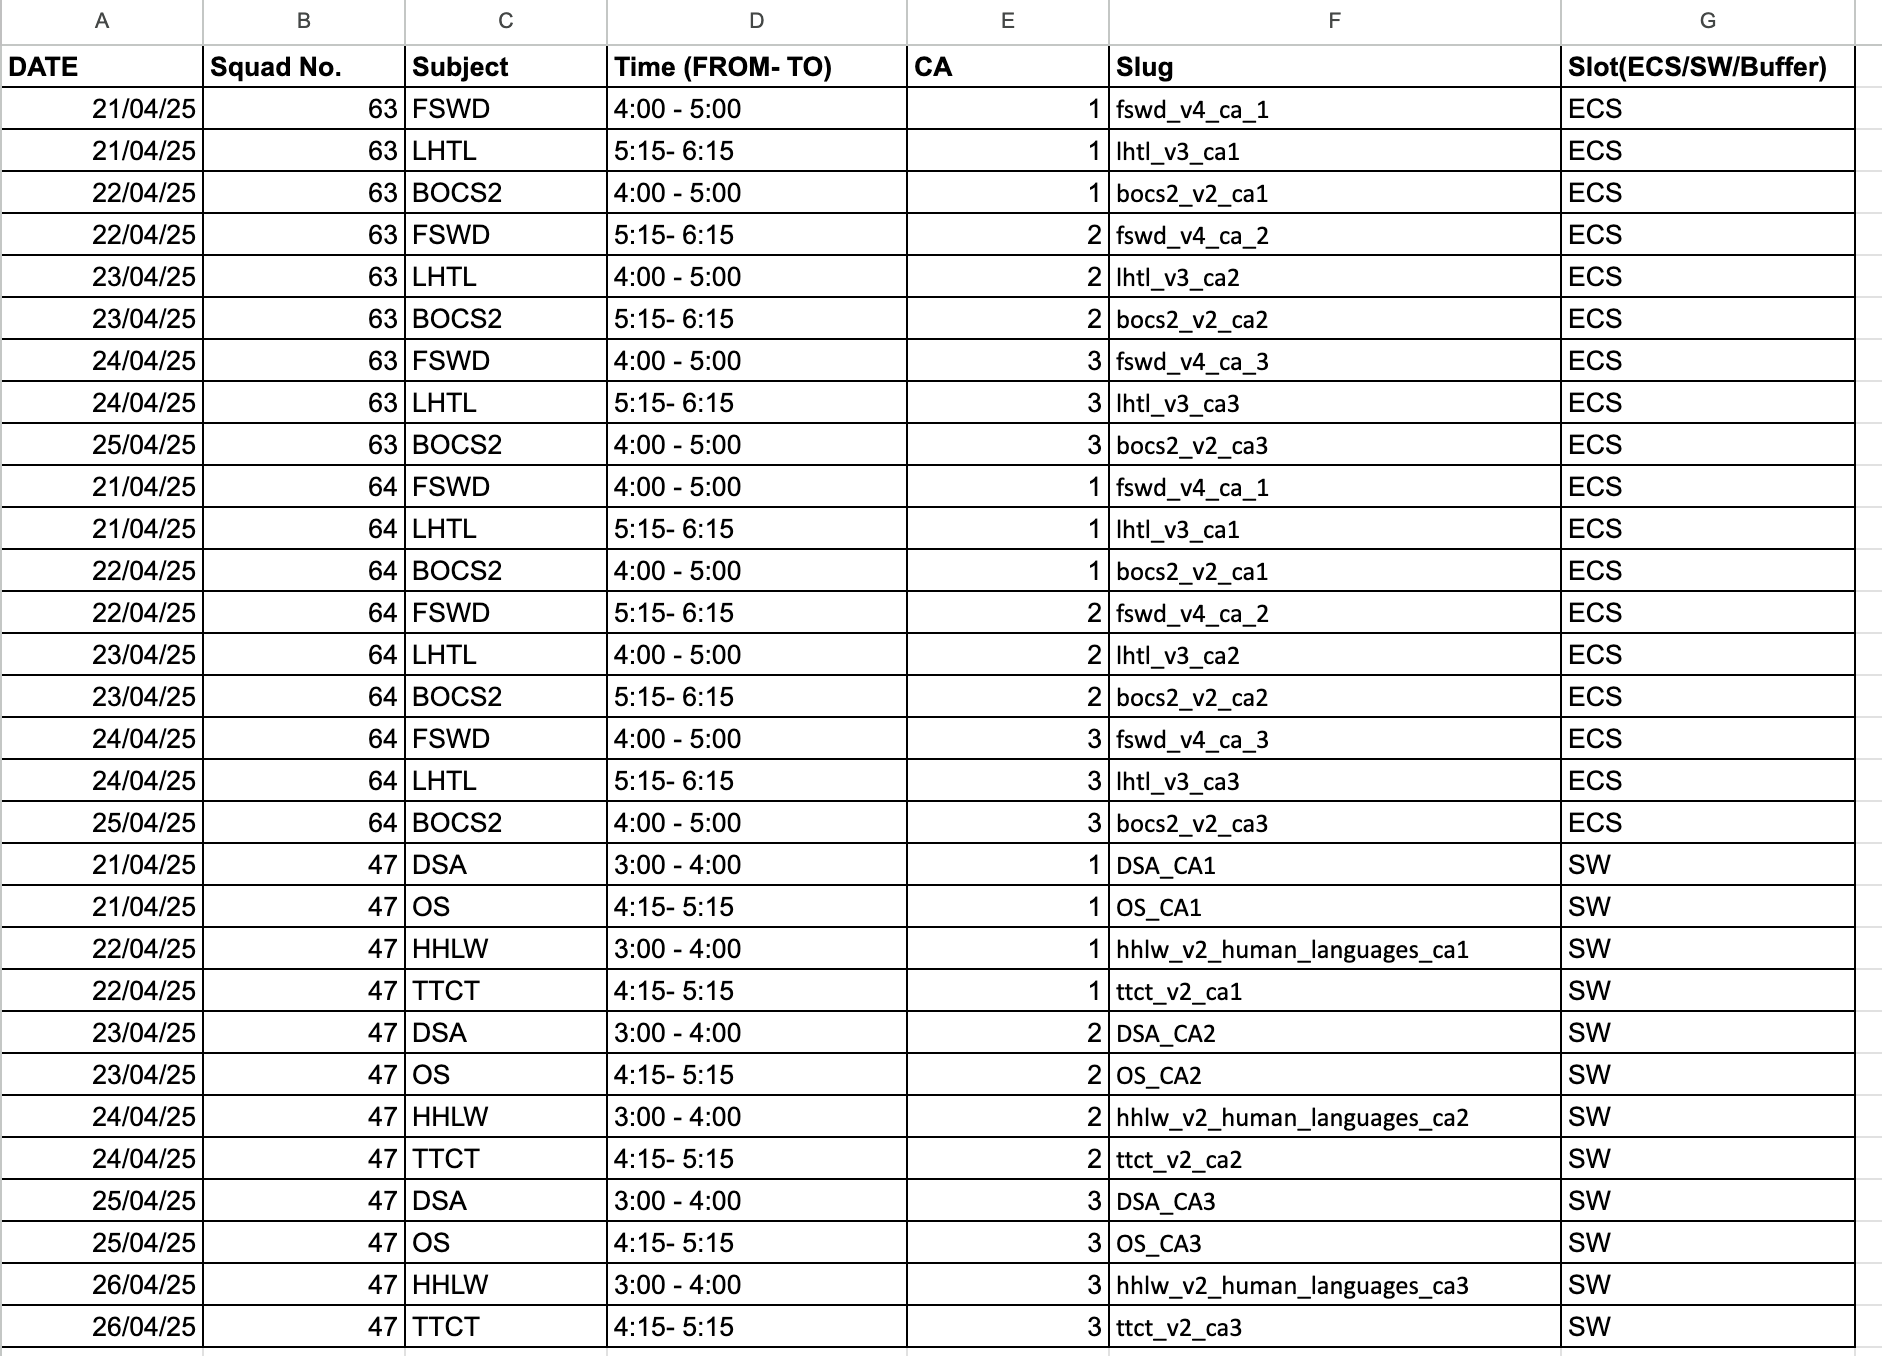 A B C D E F G
DATE Squad No. Subject Time (FROM- TO) CA Slug Slot(ECS/SW/Buffer)
21/04/25 63 FSWD 4:00 - 5:00 1 fswd_v4_ca_1 ECS
21/04/25 63 LHTL 5:15- 6:15 1 lhtl_v3_ca1 ECS
22/04/25 63 BOCS2 4:00 - 5:00 1 bocs2_v2_ca1 ECS
22/04/25 63 FSWD 5:15- 6:15 2 fswd_v4_ca_2 ECS
23/04/25 63 LHTL 4:00 - 5:00 2 lhtl_v3_ca2 ECS
23/04/25 63 BOCS2 5:15- 6:15 2 bocs2_v2_ca2 ECS
24/04/25 63 FSWD 4:00 - 5:00 3 fswd_v4_ca_3 ECS
24/04/25 63 LHTL 5:15- 6:15 3 lhtl_v3_ca3 ECS
25/04/25 63 BOCS2 4:00 - 5:00 3 bocs2_v2_ca3 ECS
21/04/25 64 FSWD 4:00 - 5:00 1 fswd_v4_ca_1 ECS
21/04/25 64 LHTL 5:15- 6:15 1 lhtl_v3_ca1 ECS
22/04/25 64 BOCS2 4:00 - 5:00 1 bocs2_v2_ca1 ECS
22/04/25 64 FSWD 5:15- 6:15 2 fswd_v4_ca_2 ECS
23/04/25 64 LHTL 4:00 - 5:00 2 lhtl_v3_ca2 ECS
23/04/25 64 BOCS2 5:15- 6:15 2 bocs2_v2_ca2 ECS
24/04/25 64 FSWD 4:00 - 5:00 3 fswd_v4_ca_3 ECS
24/04/25 64 LHTL 5:15- 6:15 3 lhtl_v3_ca3 ECS
25/04/25 64 BOCS2 4:00 - 5:00 3 bocs2_v2_ca3 ECS
21/04/25 47 DSA 3:00 - 4:00 1 DSA_CA1 SW
21/04/25 47 OS 4:15- 5:15 1 OS_CA1 SW
22/04/25 47 HHLW 3:00 - 4:00 1 hhlw_v2_human_languages_ca1 SW
22/04/25 47 TTCT 4:15- 5:15 1 ttct_v2_ca1 SW
23/04/25 47 DSA 3:00 - 4:00 2 DSA_CA2 SW
23/04/25 47 OS 4:15- 5:15 2 OS_CA2 SW
24/04/25 47 HHLW 3:00 - 4:00 2 hhlw_v2_human_languages_ca2 SW
24/04/25 47 TTCT 4:15- 5:15 2 ttct_v2_ca2 SW
25/04/25 47 DSA 3:00 - 4:00 3 DSA_CA3 SW
25/04/25 47 OS 4:15- 5:15 3 OS_CA3 SW
26/04/25 47 HHLW 3:00 - 4:00 3 hhlw_v2_human_languages_ca3 SW
26/04/25 47 TTCT 4:15- 5:15 3 ttct_v2_ca3 SW